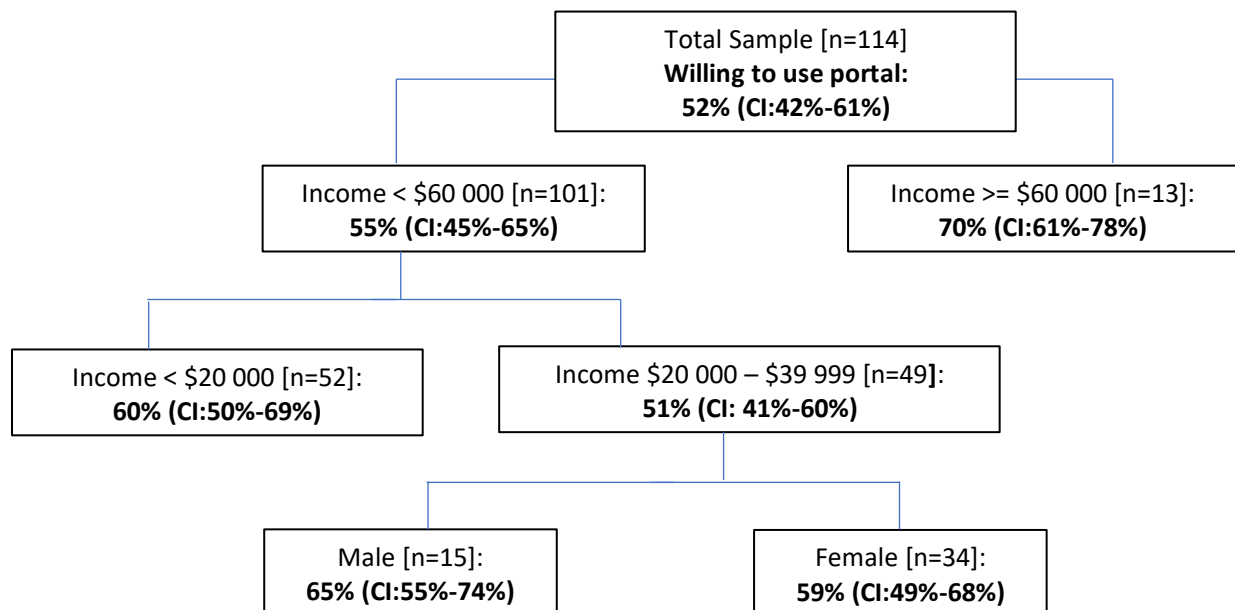 Total Sample [n=114]
Willing to use portal:
52% (CI:42%-61%)
Income < $60 000 [n=101]:
55% (CI:45%-65%)
Income >= $60 000 [n=13]:
70% (CI:61%-78%)
Income < $20 000 [n=52]:
60% (CI:50%-69%)
Income $20 000 – $39 999 [n=49]:
51% (CI: 41%-60%)
Male [n=15]:
65% (CI:55%-74%)
Female [n=34]:
59% (CI:49%-68%)